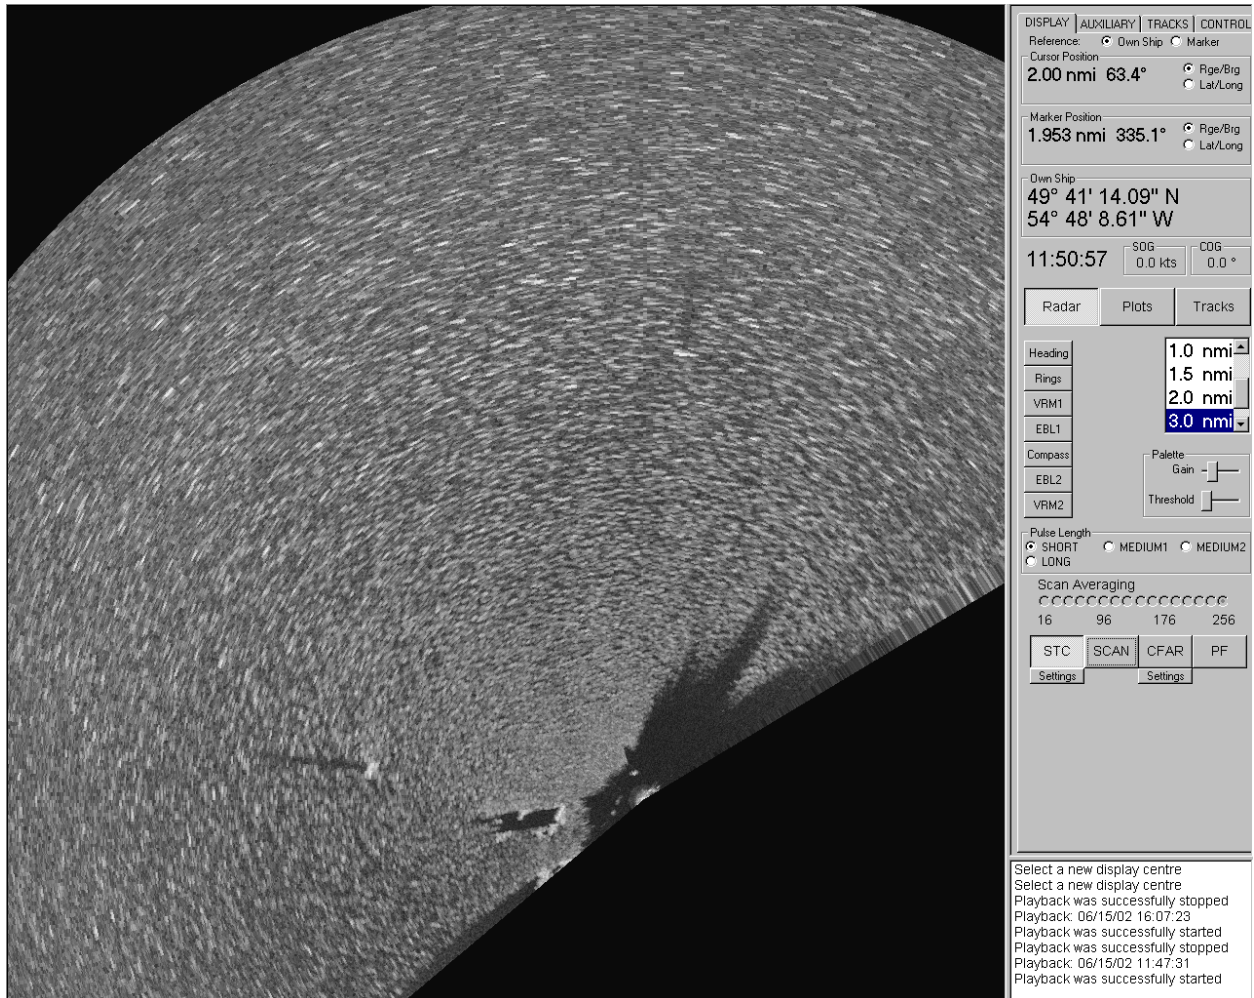 DISPLAY AUXILIARY TRACKS CONTROL
Reference: Own Ship Marker
Cursor Position
2.00 nmi 63.4° Rge/Brg
Lat/Long
Marker Position
1.953 nmi 335.1° Rge/Brg
Lat/Long
Own Ship
49° 41' 14.09" N
54° 48' 8.61" W
11:50:57 SOG 0.0 kts COG 0.0 °
Radar Plots Tracks
Heading 1.0 nmi
Rings 1.5 nmi
VRM1 2.0 nmi
EBL1 3.0 nmi
Compass Palette
EBL2 Gain
VRM2 Threshold
Pulse Length
SHORT MEDIUM1 MEDIUM2
LONG
Scan Averaging
16 96 176 256
STC SCAN CFAR PF
Settings Settings
Select a new display centre
Select a new display centre
Playback was successfully stopped
Playback: 06/15/02 16:07:23
Playback was successfully started
Playback was successfully stopped
Playback: 06/15/02 11:47:31
Playback was successfully started